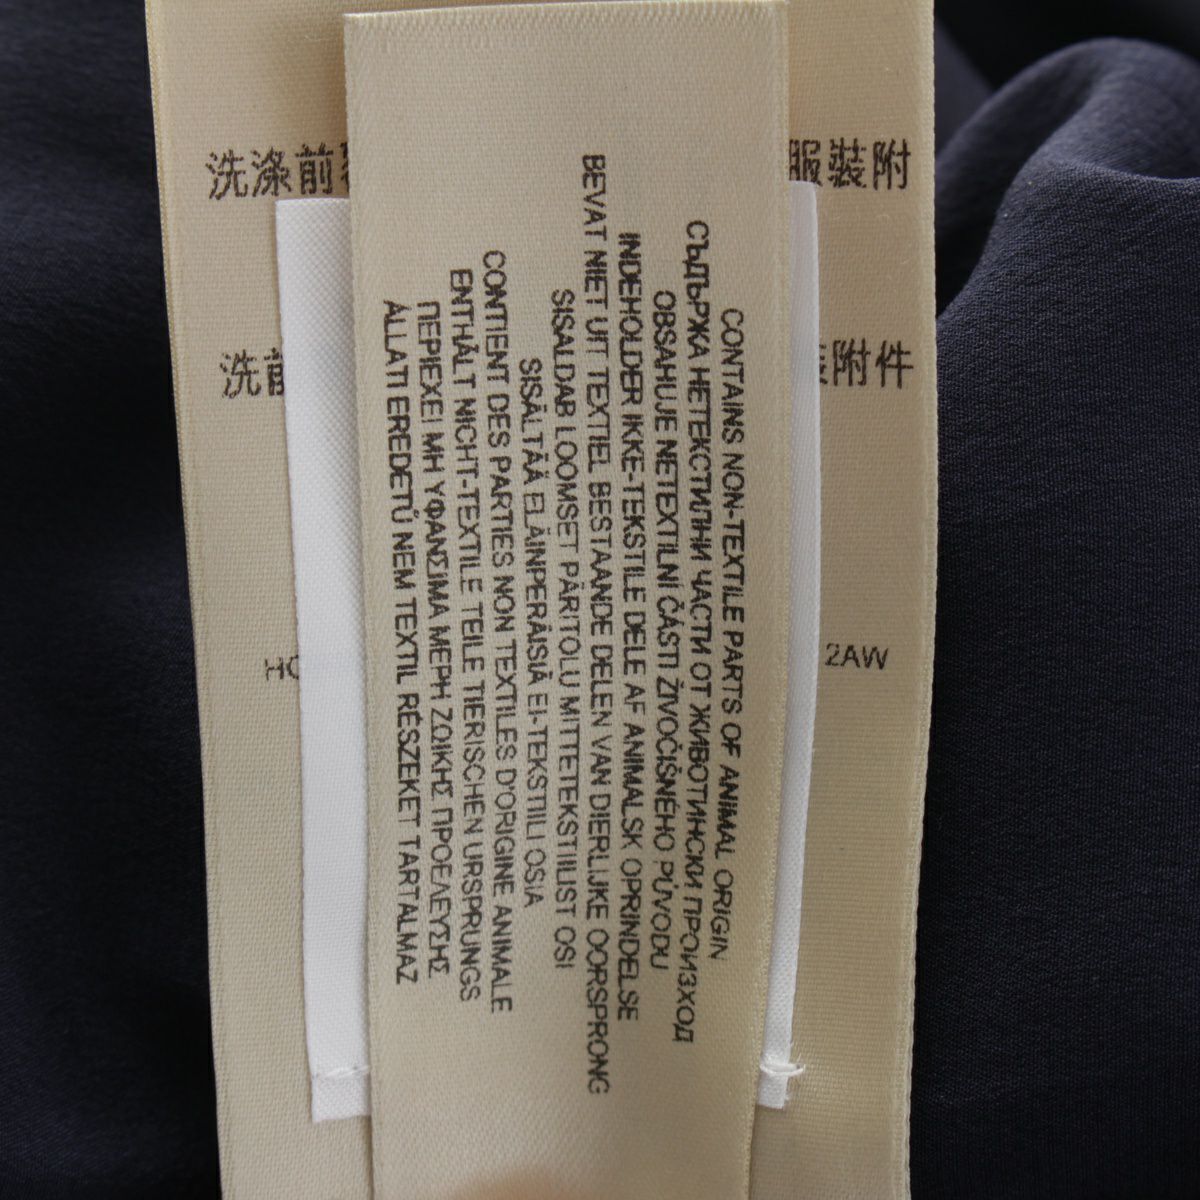 CONTAINS NON-TEXTILE PARTS OF ANIMAL ORIGIN
СЪДЪРЖА НЕТЕКСТИЛНИ ЧАСТИ ОТ ЖИВОТИНСКИ ПРОИЗХОД
OBSAHUJE NETEXTILNÍ ČÁSTI ŽIVOČIŠNÉHO PŮVODU
INDEHOLDER IKKE-TEKSTILE DELE AF ANIMALSK OPRINDELSE
BEVAT NIET UIT TEXTIEL BESTAANDE DELEN VAN DIERLIJKE OORSPRONG
SISALDAB LOOMSET PÄRITOLU MITTETEKSTIILIST OSI
SISÄLTÄÄ ELÄINPERÄISIÄ EI-TEKSTIILI OSIA
CONTIENT DES PARTIES NON TEXTILES D'ORIGINE ANIMALE
ENTHÄLT NICHT-TEXTILE TEILE TIERISCHEN URSPRUNGS
ΠΕΡΙΕΧΕΙ ΜΗ ΥΦΑΝΣΙΜΑ ΜΕΡΗ ΖΩΙΚΗΣ ΠΡΟΕΛΕΥΣΗΣ
ÁLLATI EREDETŰ NEM TEXTIL RÉSZEKET TARTALMAZ
洗涤前 服裝附
洗前 附件
2AW